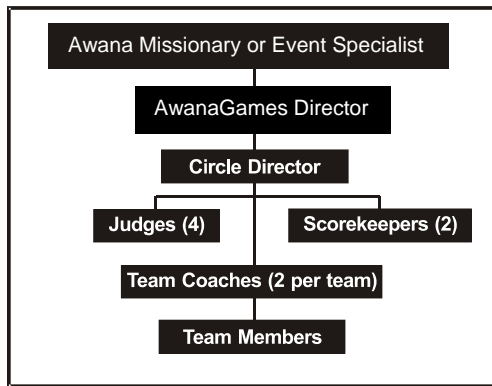 Awana Missionary or Event Specialist
AwanaGames Director
Circle Director
Judges (4)
Scorekeepers (2)
Team Coaches (2 per team)
Team Members